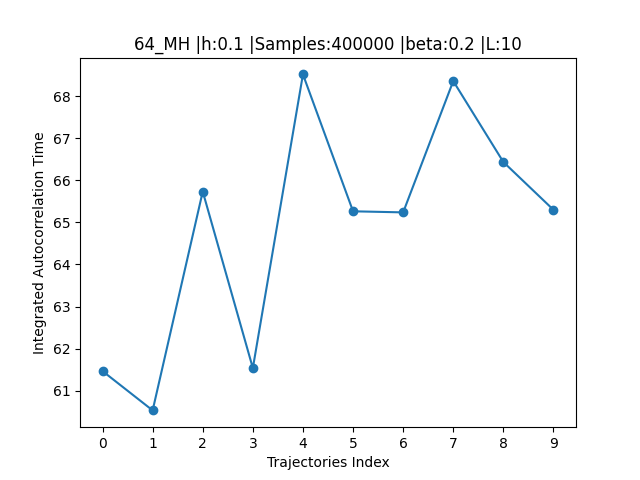 64_MH |h:0.1 |Samples:400000 |beta:0.2 |L:10
Integrated Autocorrelation Time
68
67
66
65
64
63
62
61
0 1 2 3 4 5 6 7 8 9
Trajectories Index